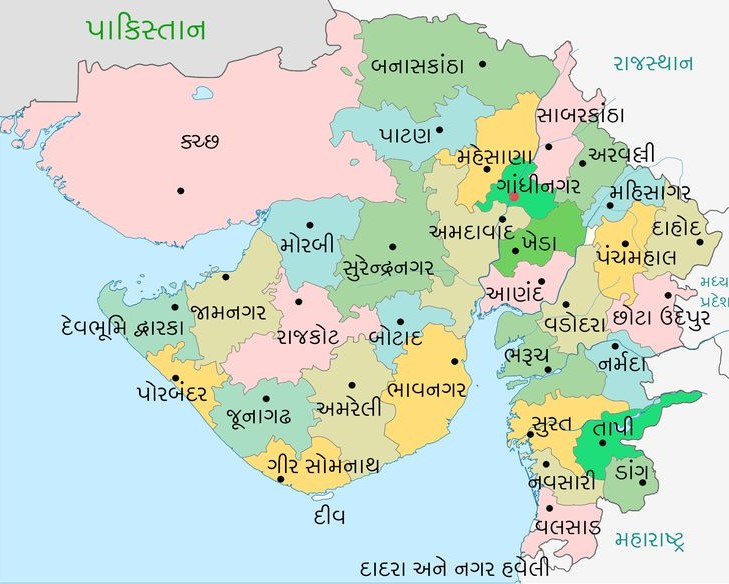 પાકિસ્તાન
બનાસકાંઠા
રાજસ્થાન
સાબરકાંઠા
પાટણ
કચ્છ
મહેસાણા
અરવલ્લી
ગાંધીનગર
મહિસાગર
અમદાવાદ
ખેડા
દાહોદ
મોરબી
પંચમહાલ
સુરેન્દ્રનગર
આણંદ
મધ્ય
પ્રદેશ
જામનગર
છોટા ઉદેપુર
દેવભૂમિ દ્વારકા
વડોદરા
રાજકોટ
બોટાદ
ભરૂચ
નર્મદા
પોરબંદર
ભાવનગર
જૂનાગઢ
અમરેલી
સુરત
તાપી
ગીર સોમનાથ
ડાંગ
નવસારી
દીવ
વલસાડ
મહારાષ્ટ્ર
દાદરા અને નગર હવેલી